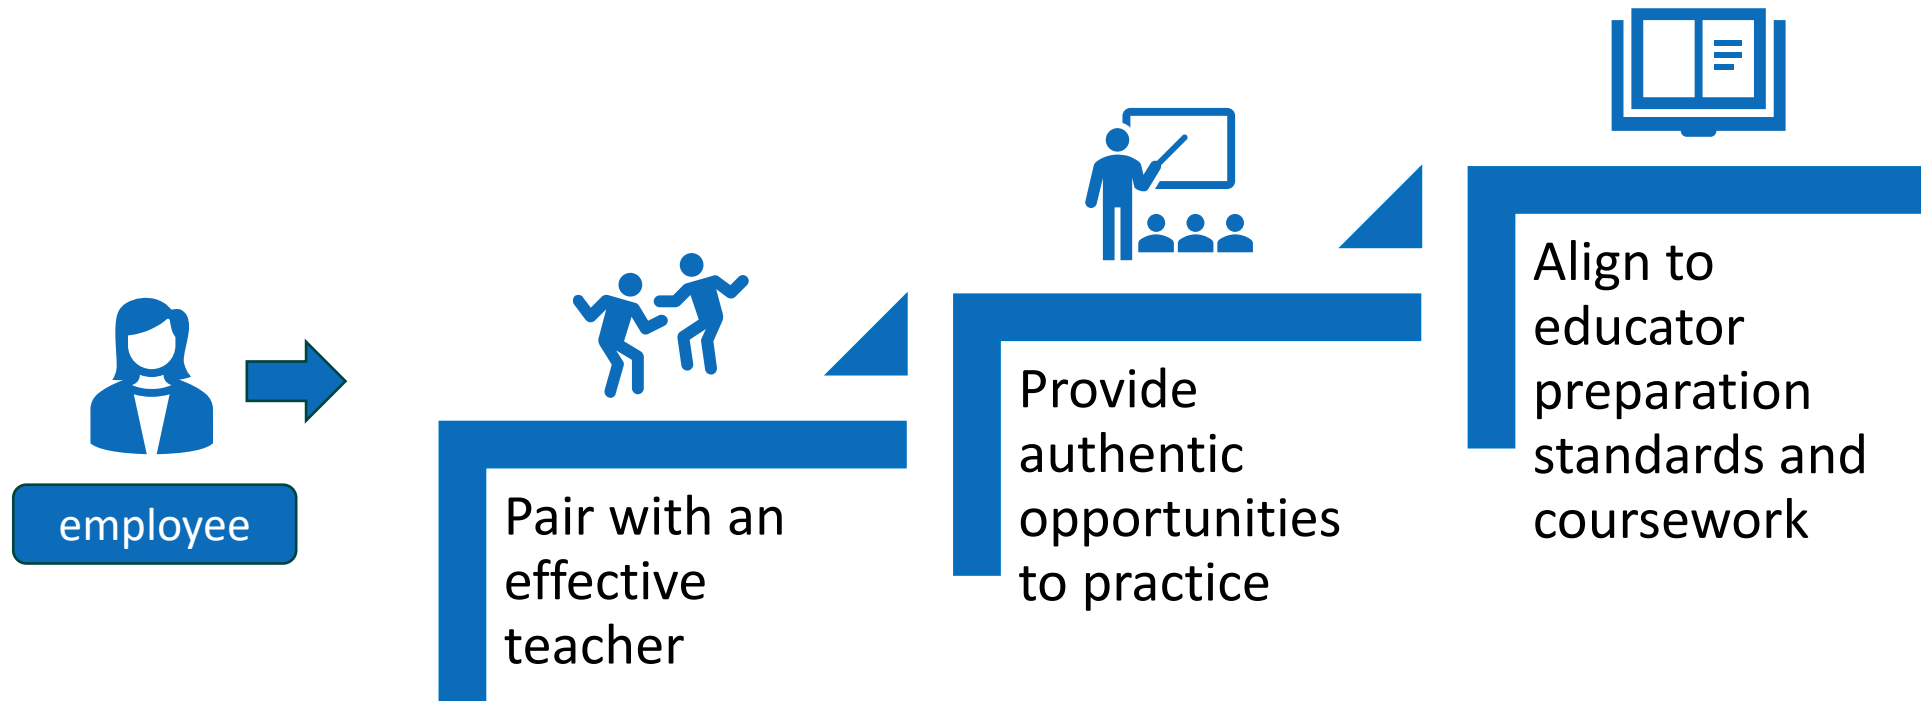 employee
Pair with an
effective
teacher
Provide
authentic
opportunities
to practice
Align to
educator
preparation
standards and
coursework